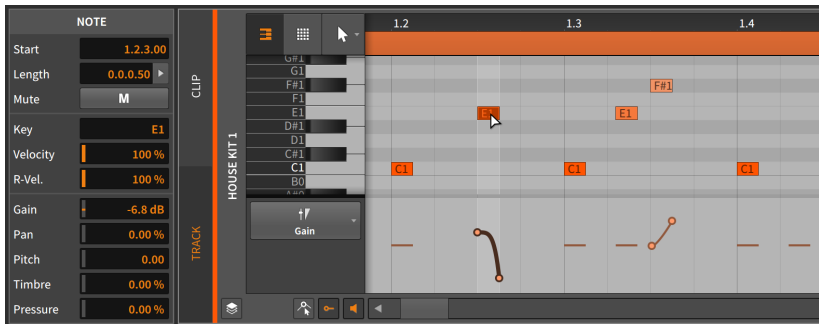 NOTE
Start 1.2.3.00
Length 0.0.0.50
Mute M
Key E1
Velocity 100 %
R-Vel. 100 %
Gain -6.8 dB
Pan 0.00 %
Pitch 0.00
Timbre 0.00 %
Pressure 0.00 %
CLIP
TRACK
HOUSE KIT 1
1.2 1.3 1.4
G#1
G1
F#1 F#1
F1
E1 E1 E1
D#1
D1
C#1
C1 C1 C1 C1
B0
A#0
Gain